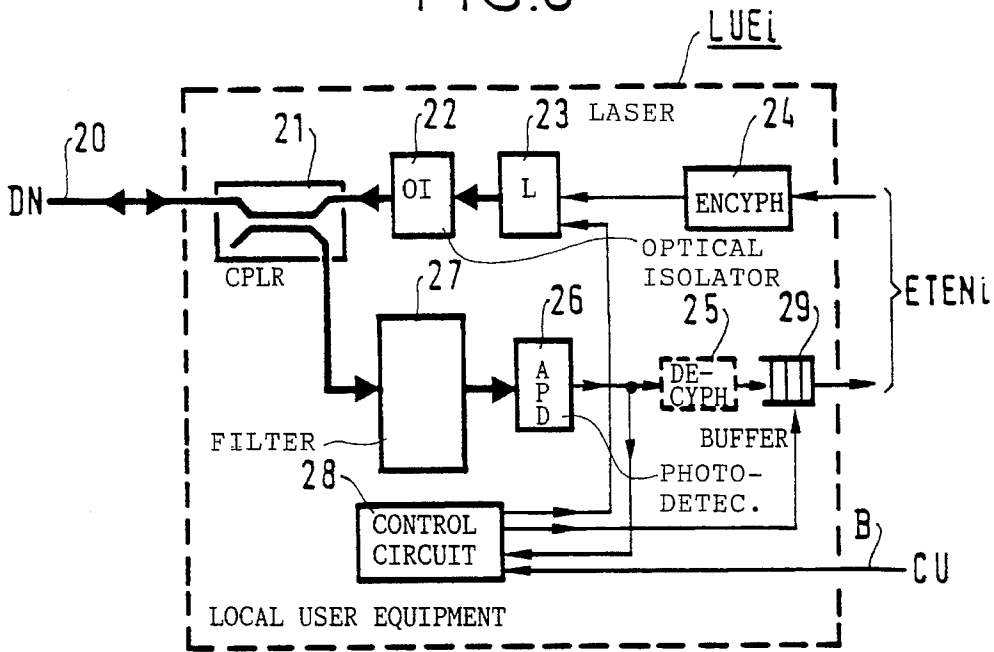 LUEi
LASER
20
21
22
23
24
DN
OI
L
ENCYPH
CPLR
OPTICAL
ISOLATOR
27
26
25
29
ETENi
APD
DE-
CYPH
FILTER
BUFFER
28
PHOTO-
DETEC.
CONTROL
CIRCUIT
B
CU
LOCAL USER EQUIPMENT